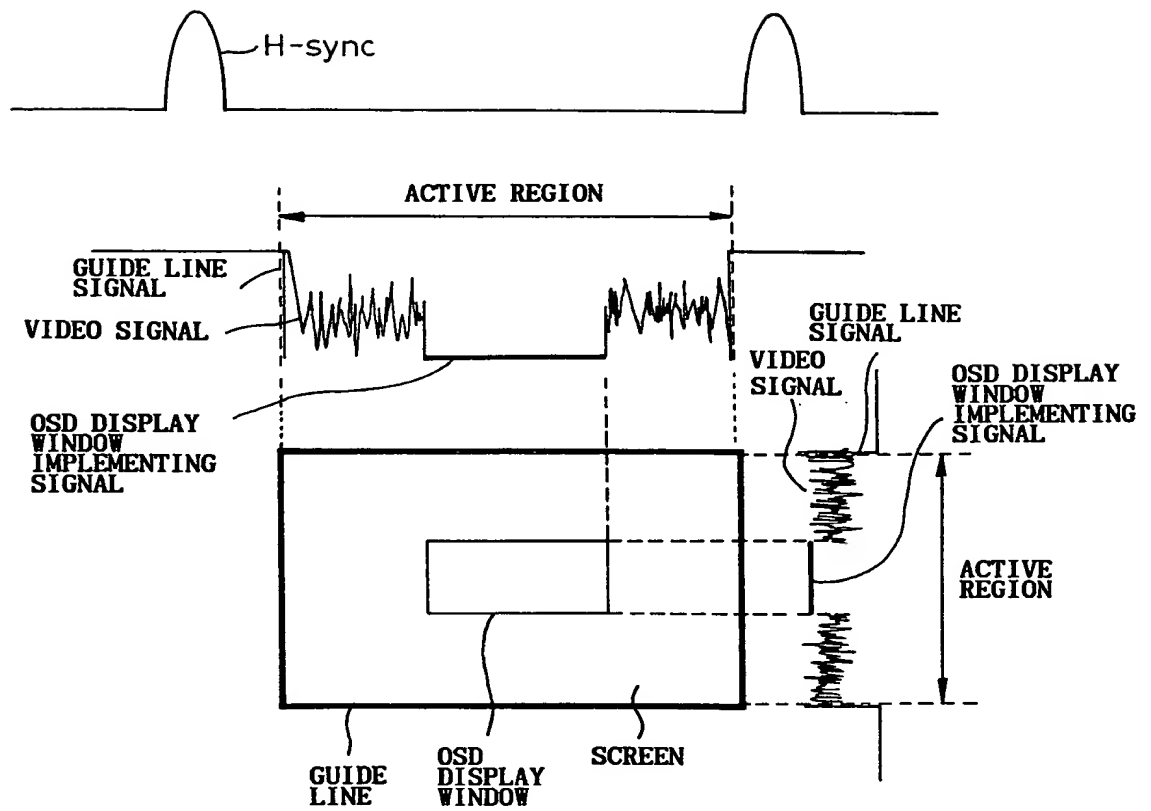 H-sync
ACTIVE REGION
GUIDE LINE
SIGNAL
VIDEO SIGNAL
OSD DISPLAY
WINDOW
IMPLEMENTING
SIGNAL
GUIDE LINE
SIGNAL
VIDEO
SIGNAL
OSD DISPLAY
WINDOW
IMPLEMENTING
SIGNAL
ACTIVE
REGION
GUIDE
LINE
OSD
DISPLAY
WINDOW
SCREEN